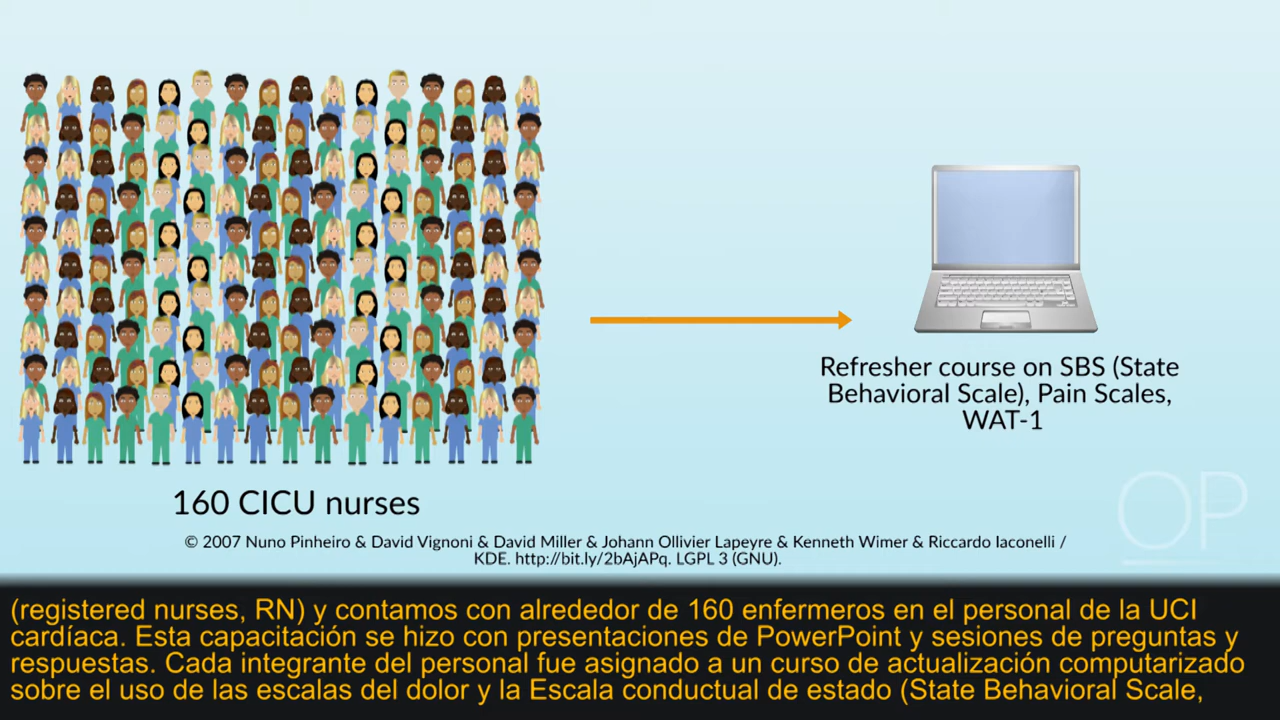 Refresher course on SBS (State
Behavioral Scale), Pain Scales,
WAT-1
160 CICU nurses
© 2007 Nuno Pinheiro & David Vignoni & David Miller & Johann Ollivier Lapeyre & Kenneth Wimer & Riccardo Iaconelli /
KDE. http://bit.ly/2bAjAPq. LGPL 3 (GNU).
OP
(registered nurses, RN) y contamos con alrededor de 160 enfermeros en el personal de la UCI
cardíaca. Esta capacitación se hizo con presentaciones de PowerPoint y sesiones de preguntas y
respuestas. Cada integrante del personal fue asignado a un curso de actualización computarizado
sobre el uso de las escalas del dolor y la Escala conductual de estado (State Behavioral Scale,